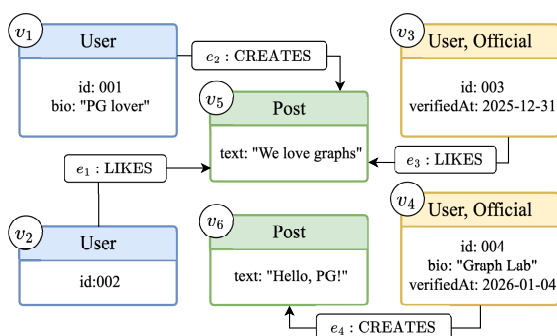 v1
User
id: 001
bio: "PG lover"
e2 : CREATES
v3
User, Official
id: 003
verifiedAt: 2025-12-31
v5
Post
text: "We love graphs"
e1 : LIKES
e3 : LIKES
v2
User
id:002
v6
Post
text: "Hello, PG!"
v4
User, Official
id: 004
bio: "Graph Lab"
verifiedAt: 2026-01-04
e4 : CREATES